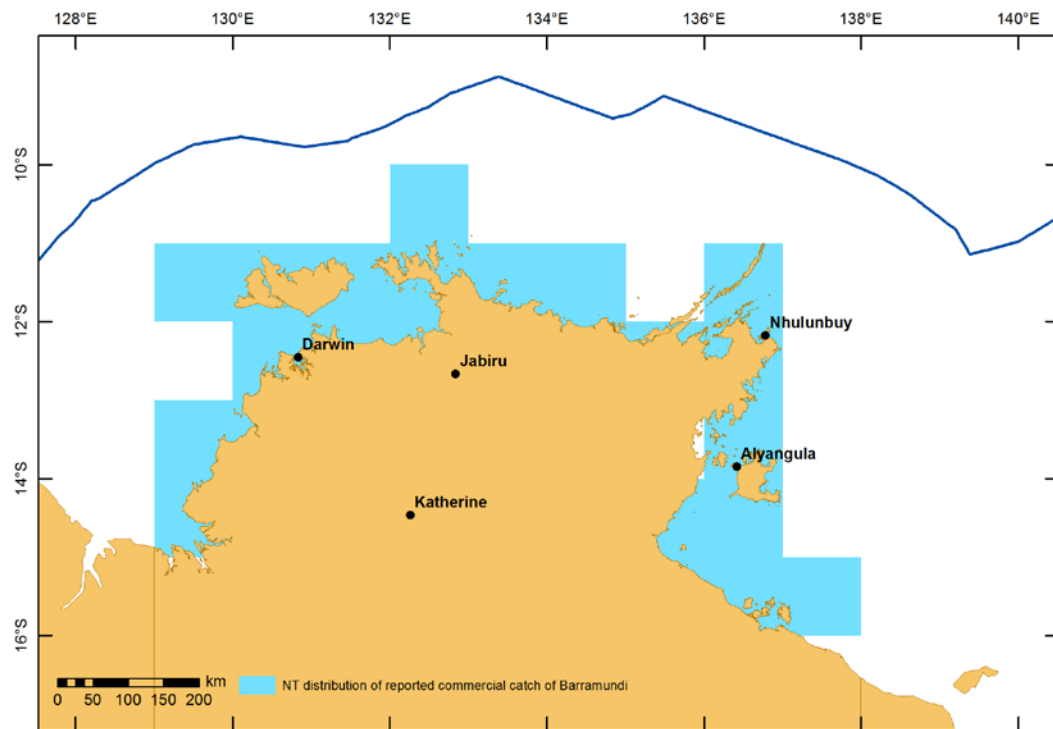 128°E 130°E 132°E 134°E 136°E 138°E 140°E
10°S
12°S
Nhulunbuy
Darwin
Jabiru
Alyangula
14°S
Katherine
16°S
km
NT distribution of reported commercial catch of Barramundi
0 50 100 150 200